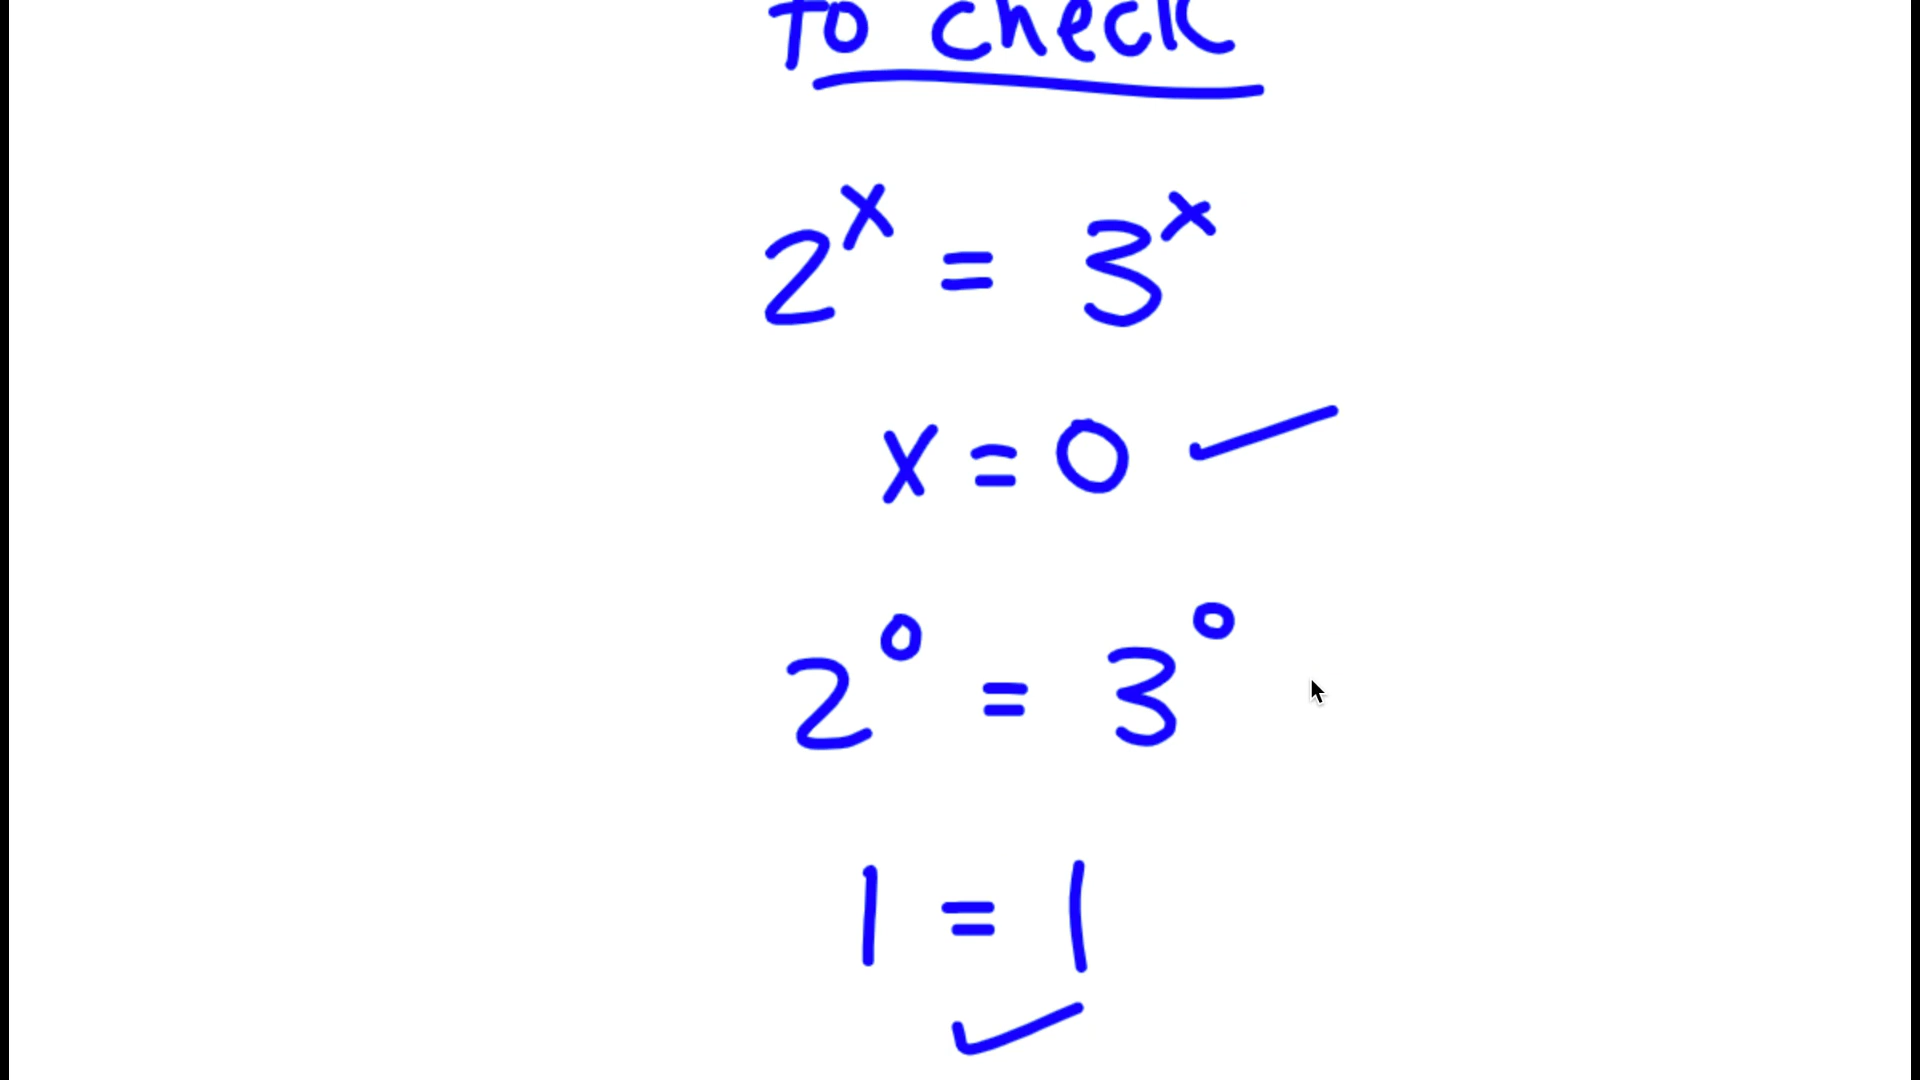 To check
2^x = 3^x
x = 0 ✓
2^0 = 3^0
1 = 1
✓